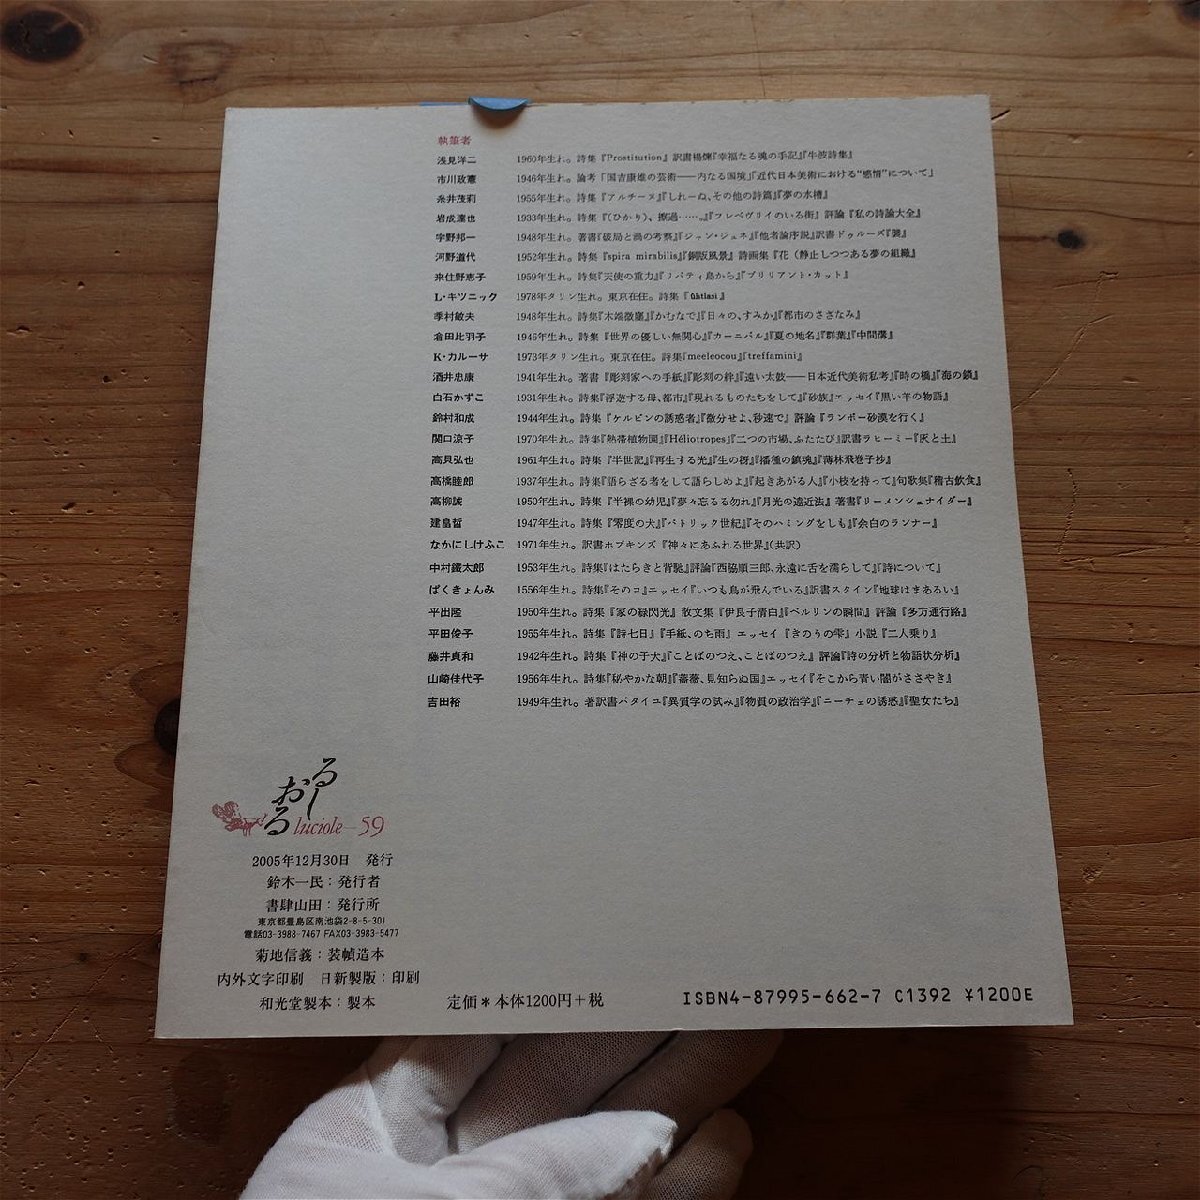 執筆者
浅見洋二 1960年生れ。詩集『Prostitution』訳書楊煉『幸福なる魂の手記』『牛波詩集』
市川政憲 1946年生れ。論考「国吉康雄の芸術——内なる国境」「近代日本美術における“感情”について」
糸井茂莉 1955年生れ。詩集『アルチーヌ』『しれーぬ、その他の詩篇』『夢の水槽』
岩成達也 1933年生れ。詩集『(ひかり)、擦過……。』『フレベヴリイのいる街』評論『私の詩論大全』
宇野邦一 1948年生れ。著書『破局と渦の考察』『ジャン・ジュネ』『他者論序説』訳書ドゥルーズ『襞』
河野道代 1952年生れ。詩集『spira mirabilis』『銅版風景』詩画集『花(静止しつつある夢の組織』
来住野恵子 1959年生れ。詩集『天使の重力』『リバティ島から』『ブリリアント・カット』
L・キツニック 1978年タリン生れ。東京在住。詩集
季村敏夫 1948年生れ。詩集『木端微塵』『かむなで』『日々の、すみか』『都市のささなみ』
倉田比羽子 1946年生れ。詩集『世界の優しい無関心』『カーニバル』『夏の地名』『群葉』『中間溝』
K・カルーサ 1973年タリン生れ。東京在住。詩集『meeleocou』『treffamini』
酒井忠康 1941年生れ。著書『彫刻家への手紙』『彫刻の絆』『遠い太鼓——日本近代美術私考』『時の橋』『海の鎖』
白石かずこ 1931年生れ。詩集『浮遊する母、都市』『現れるものたちをして』『砂族』エッセイ『黒い羊の物語』
鈴村和成 1944年生れ。詩集『ケルビンの誘惑者』『微分せよ、秒速で』評論『ランボー砂漠を行く』
関口涼子 1970年生れ。詩集『熱帯植物園』『Héliotropes』『二つの市場、ふたたび』訳書ラヒーミー『灰と土』
高貝弘也 1961年生れ。詩集『半世記』『再生する光』『生の谺』『播種の鎮魂』『薄林飛巻子抄』
高橋睦郎 1937年生れ。詩集『語らざる者をして語らしめよ』『起きあがる人』『小枝を持って』句歌集『稽古飲食』
高柳誠 1950年生れ。詩集『半裸の幼児』『夢々忘るる勿れ』『月光の遠近法』著書『リーメンシュナイダー』
建畠晢 1947年生れ。詩集『零度の犬』『パトリック世紀』『そのハミングをしも』『余白のランナー』
なかにしけふこ 1971年生れ。訳書ホプキンズ『神々にあふれる世界』(共訳)
中村鐵太郎 1953年生れ。詩集『はたらきと背馳』評論『西脇順三郎、永遠に舌を濡らして』『詩について』
ぱくきょんみ 1956年生れ。詩集『そのコ』エッセイ『いつも鳥が飛んでいる』訳書スタイン『地球はまあるい』
平出隆 1950年生れ。詩集『家の緑閃光』散文集『伊良子清白』『ベルリンの瞬間』評論『多方通行路』
平田俊子 1955年生れ。詩集『詩七日』『手紙、のち雨』エッセイ『きのうの雫』小説『二人乗り』
藤井貞和 1942年生れ。詩集『神の子犬』『ことばのつえ、ことばのつえ』評論『詩の分析と物語状分析』
山崎佳代子 1956年生れ。詩集『秘やかな朝』『薔薇、見知らぬ国』エッセイ『そこから青い闇がささやき』
吉田裕 1949年生れ。著訳書バタイユ『異質学の試み』『物質の政治学』『ニーチェの誘惑』『聖女たち』
るしおる
luciole—59
2005年12月30日 発行
鈴木一民：発行者
書肆山田：発行所
東京都豊島区南池袋2-8-5-301
電話03-3983-7467 FAX03-3983-5477
菊地信義：装幀造本
内外文字印刷 日新製版：印刷
和光堂製本：製本
定価＊本体1200円＋税
ISBN4-87995-662-7 C1392 ¥1200E